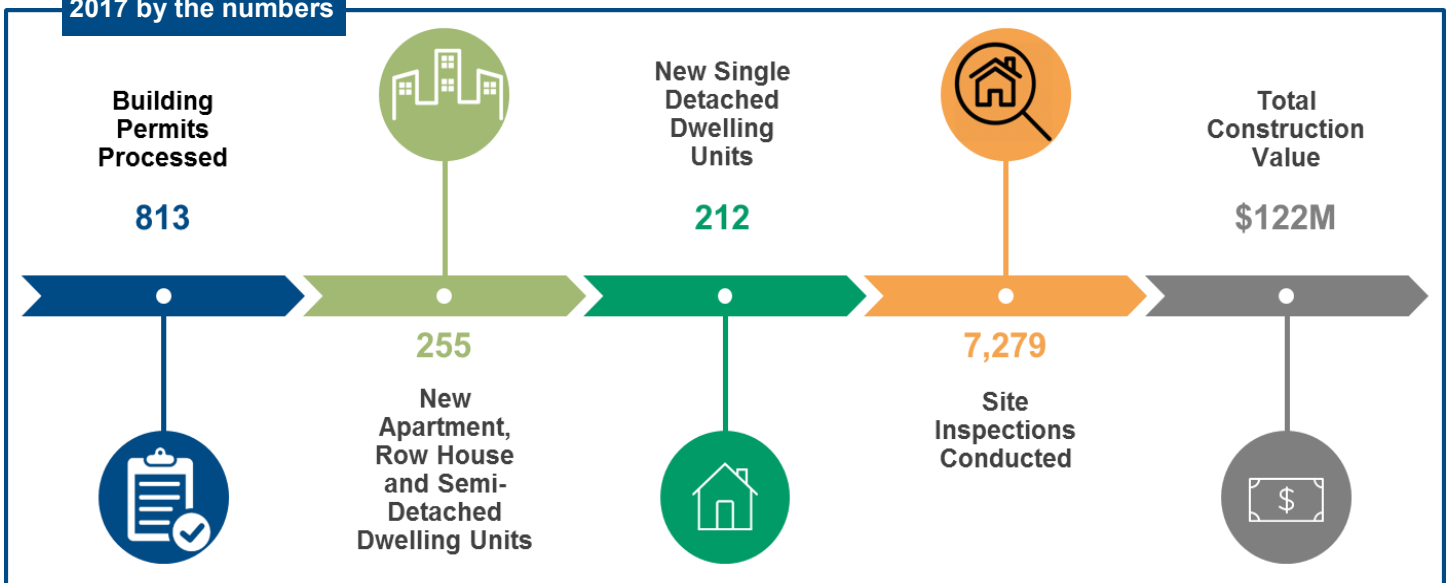 2017 by the numbers
Building
Permits
Processed
813
255
New
Apartment,
Row House
and Semi-
Detached
Dwelling Units
New Single
Detached
Dwelling
Units
212
7,279
Site
Inspections
Conducted
Total
Construction
Value
$122M
$